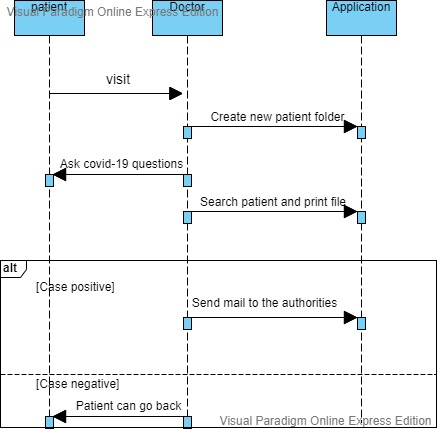 patient
Doctor
Application
Visual Paradigm Online Express Edition
visit
Create new patient folder
Ask covid-19 questions
Search patient and print file
alt
[Case positive]
Send mail to the authorities
[Case negative]
Patient can go back
Visual Paradigm Online Express Edition